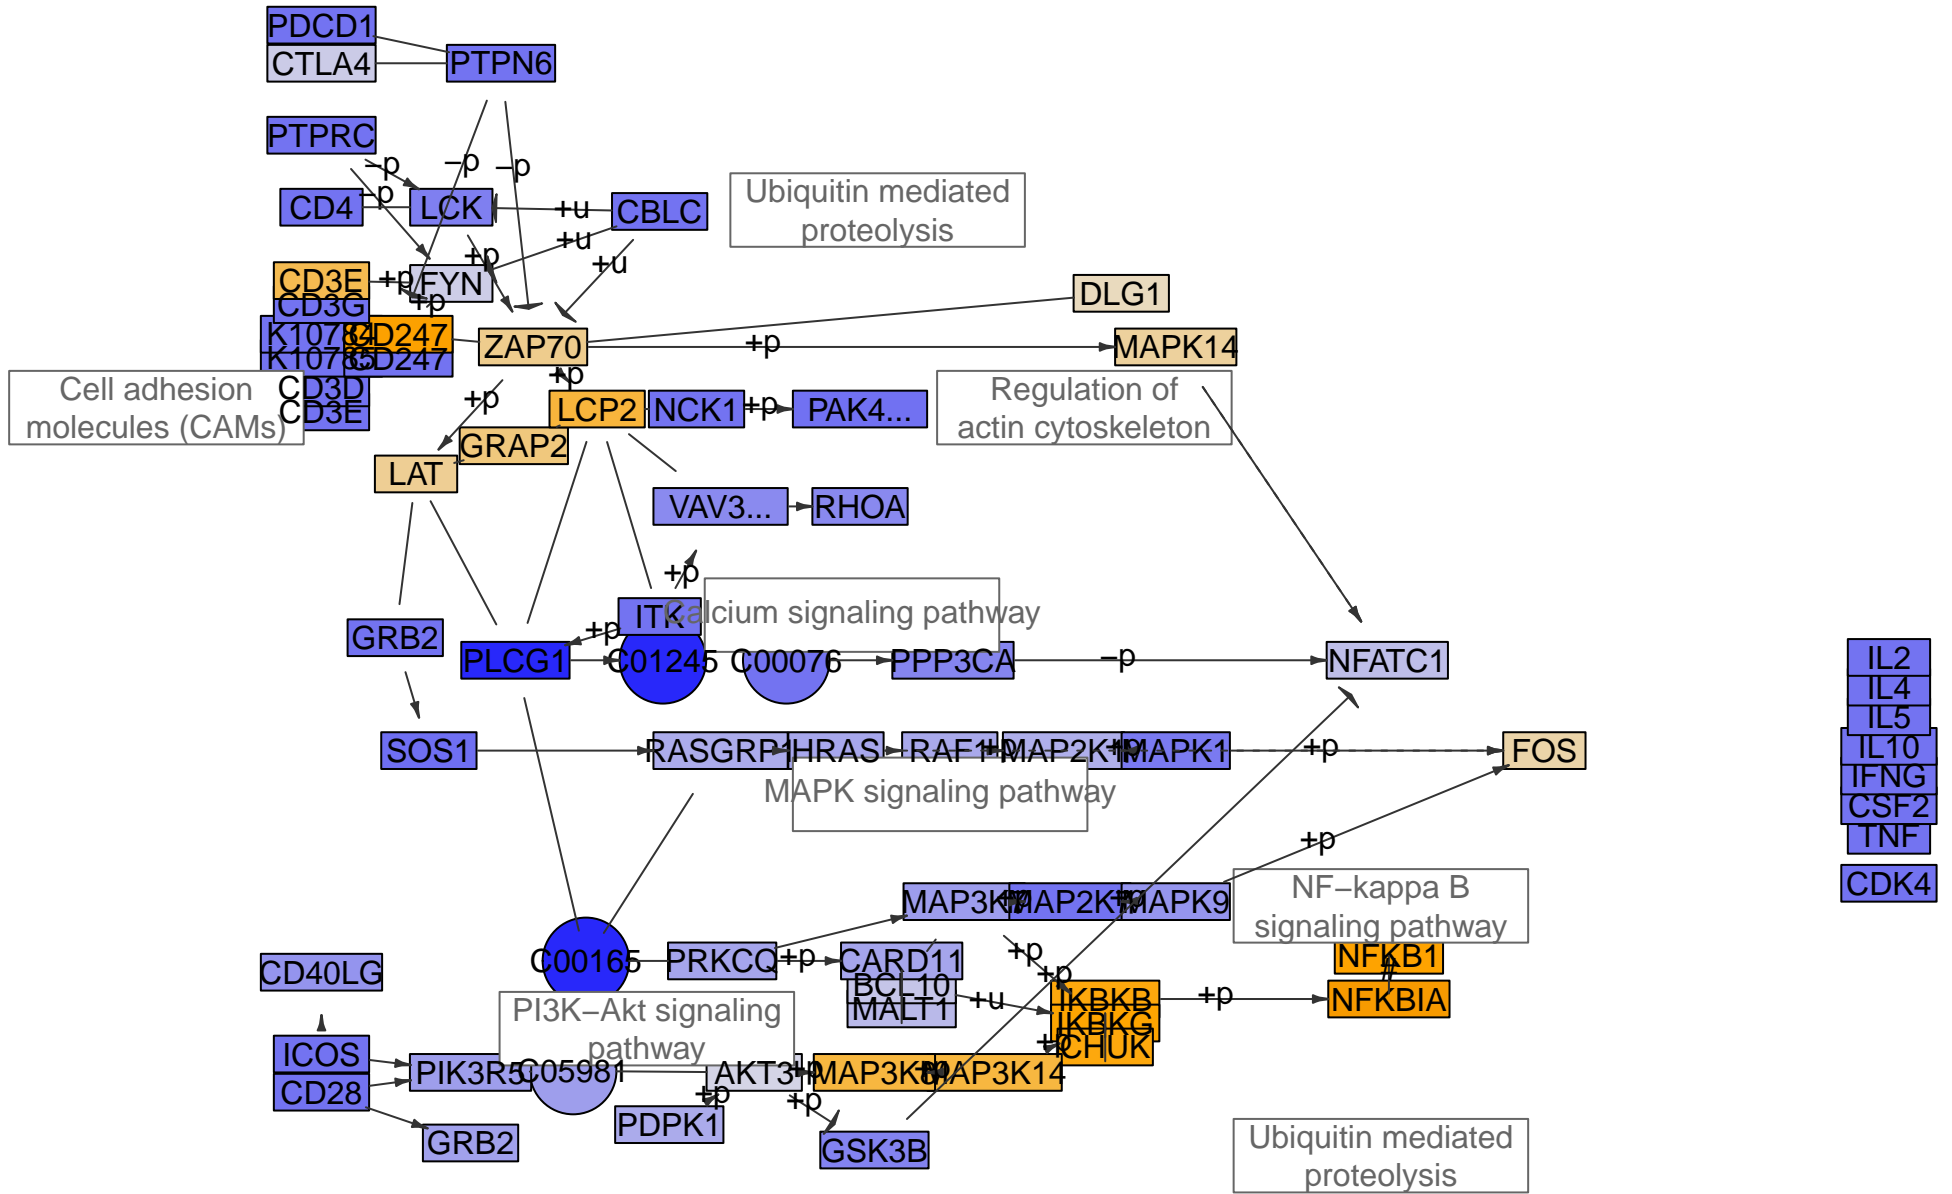 PDCD1
CTLA4
PTPN6
PTPRC
−p
−p
−p
−p
CD4
LCK
+u
CBLC
Ubiquitin mediated
proteolysis
+u
+p
+u
CD3E
+p
FYN
+p
CD3G
DLG1
K10784
CD247
ZAP70
+p
MAPK14
K10785
CD247
+p
Cell adhesion
molecules (CAMs)
CD3D
CD3E
+p
LCP2
NCK1
+p
PAK4...
Regulation of
actin cytoskeleton
GRAP2
LAT
VAV3...
RHOA
+p
ITK
Calcium signaling pathway
GRB2
+p
PLCG1
C01245
C00076
PPP3CA
−p
NFATC1
IL2
IL4
IL5
IL10
IFNG
CSF2
TNF
CDK4
SOS1
RASGRP1
HRAS
RAF1
+p
MAP2K1
+p
MAPK1
+p
FOS
MAPK signaling pathway
+p
MAP3K7
+p
MAP2K7
+p
MAPK9
NF−kappa B
signaling pathway
CD40LG
C00165
PRKCQ
+p
CARD11
BCL10
MALT1
+p
+p
+u
IKBKB
IKBKG
CHUK
+p
+p
NFKB1
NFKBIA
PI3K−Akt signaling
pathway
ICOS
CD28
PIK3R5
C05981
AKT3
+p
MAP3K8
+p
MAP3K14
+p
+p
PDPK1
GRB2
GSK3B
Ubiquitin mediated
proteolysis